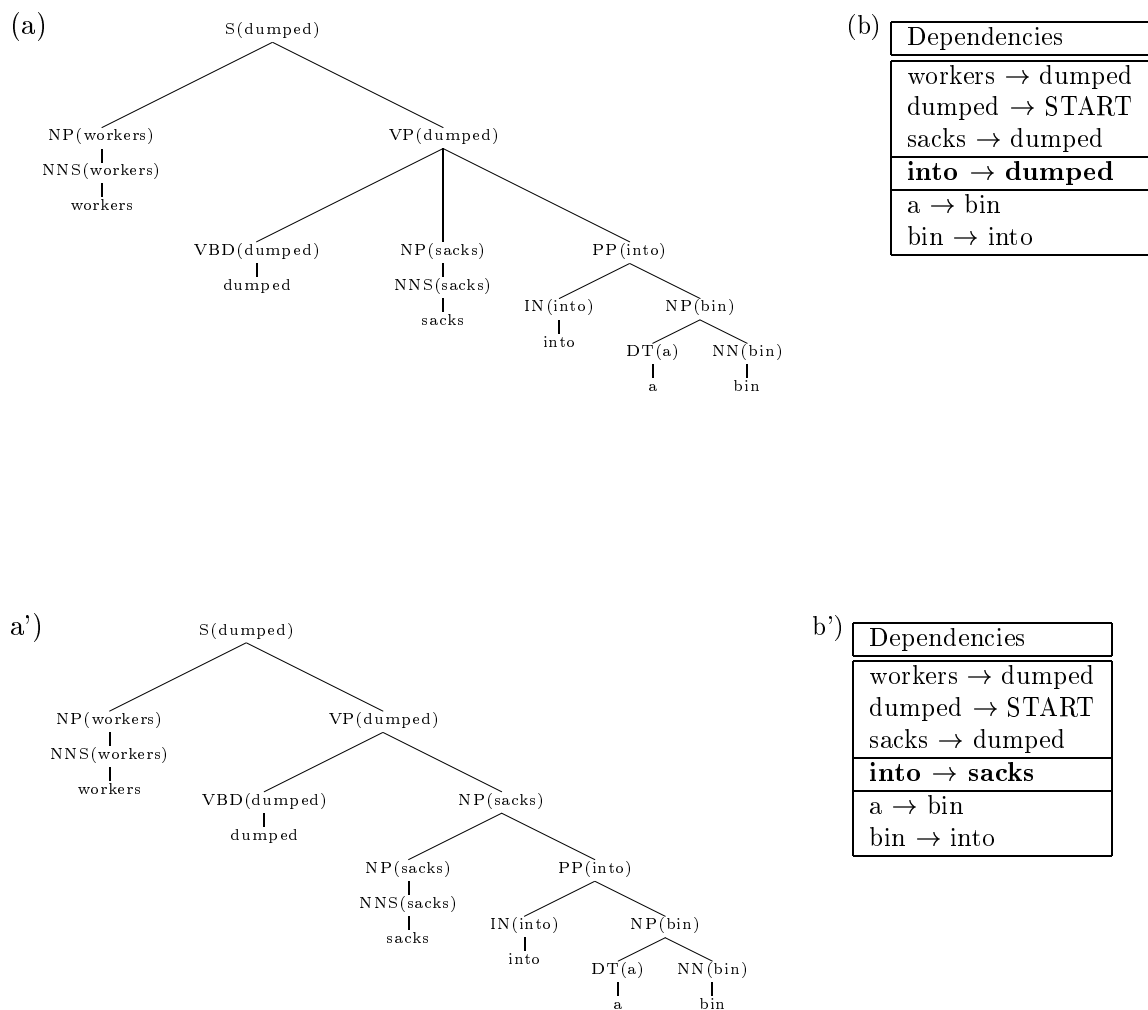 (a)
S(dumped)
NP(workers) VP(dumped)
NNS(workers)
workers
VBD(dumped) NP(sacks) PP(into)
dumped NNS(sacks)
sacks
IN(into) NP(bin)
into
DT(a) NN(bin)
a bin
(b)
Dependencies
workers → dumped
dumped → START
sacks → dumped
into → dumped
a → bin
bin → into
a')
S(dumped)
NP(workers) VP(dumped)
NNS(workers)
workers
VBD(dumped) NP(sacks)
dumped
NP(sacks) PP(into)
NNS(sacks)
sacks
IN(into) NP(bin)
into
DT(a) NN(bin)
a bin
b')
Dependencies
workers → dumped
dumped → START
sacks → dumped
into → sacks
a → bin
bin → into